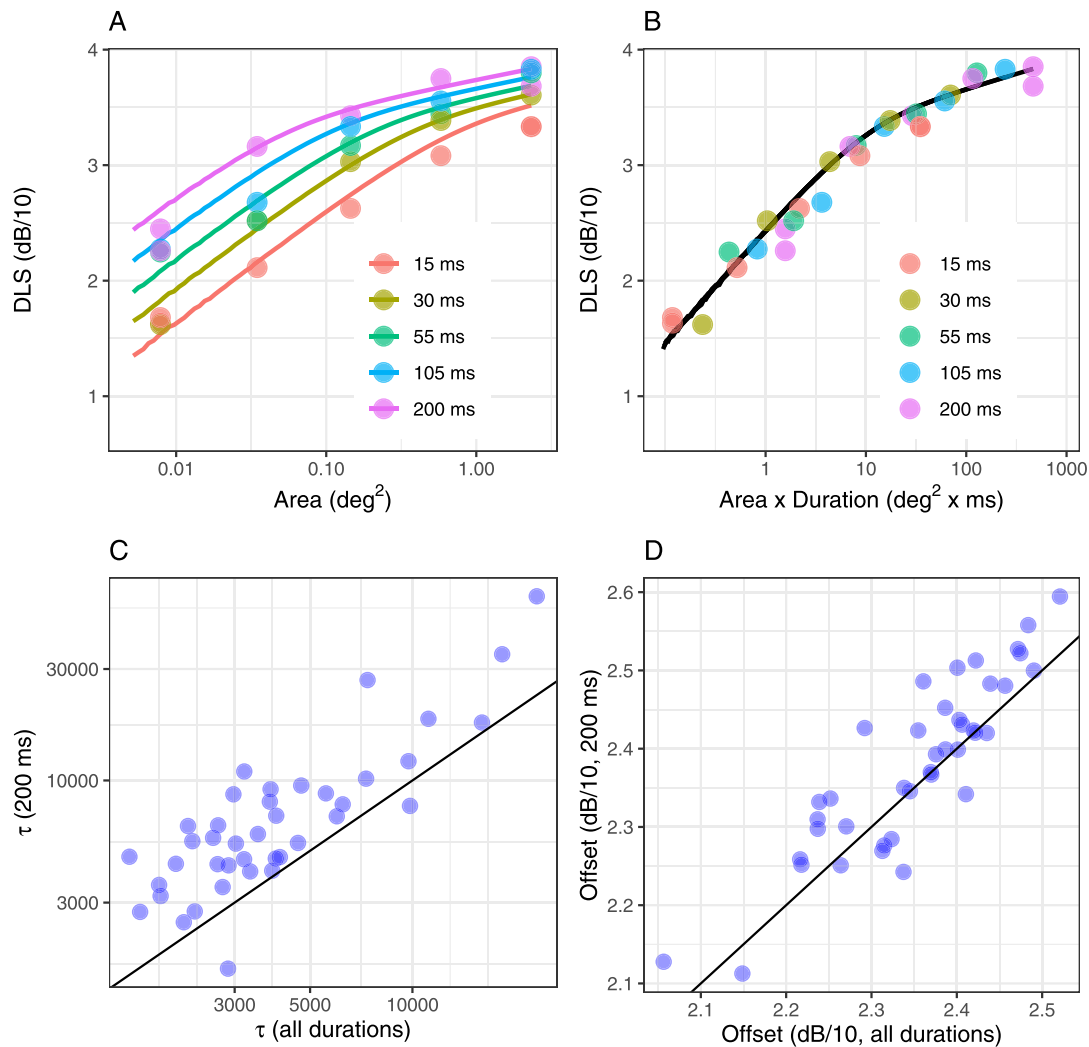 A
DLS (dB/10)
4
3
2
1
15 ms
30 ms
55 ms
105 ms
200 ms
0.01
0.10
1.00
Area (deg²)
B
DLS (dB/10)
15 ms
30 ms
55 ms
105 ms
200 ms
1
10
100
1000
Area x Duration (deg² x ms)
C
τ (200 ms)
30000
10000
3000
3000
5000
10000
τ (all durations)
D
Offset (dB/10, 200 ms)
2.6
2.5
2.4
2.3
2.2
2.1
2.1
2.2
2.3
2.4
2.5
Offset (dB/10, all durations)